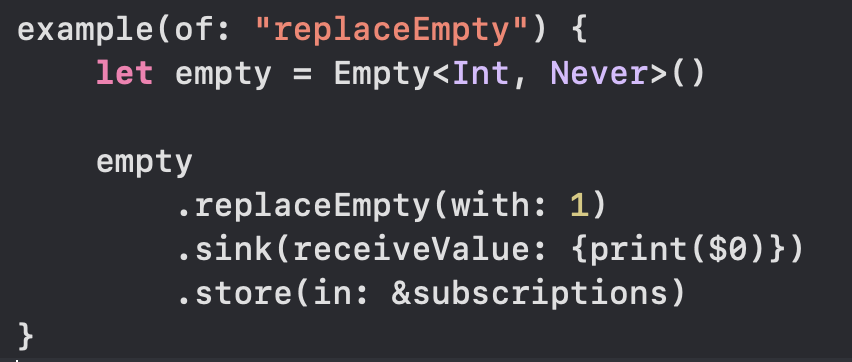 example(of: "replaceEmpty") {
    let empty = Empty<Int, Never>()
    empty
        .replaceEmpty(with: 1)
        .sink(receiveValue: {print($0)})
        .store(in: &subscriptions)
}